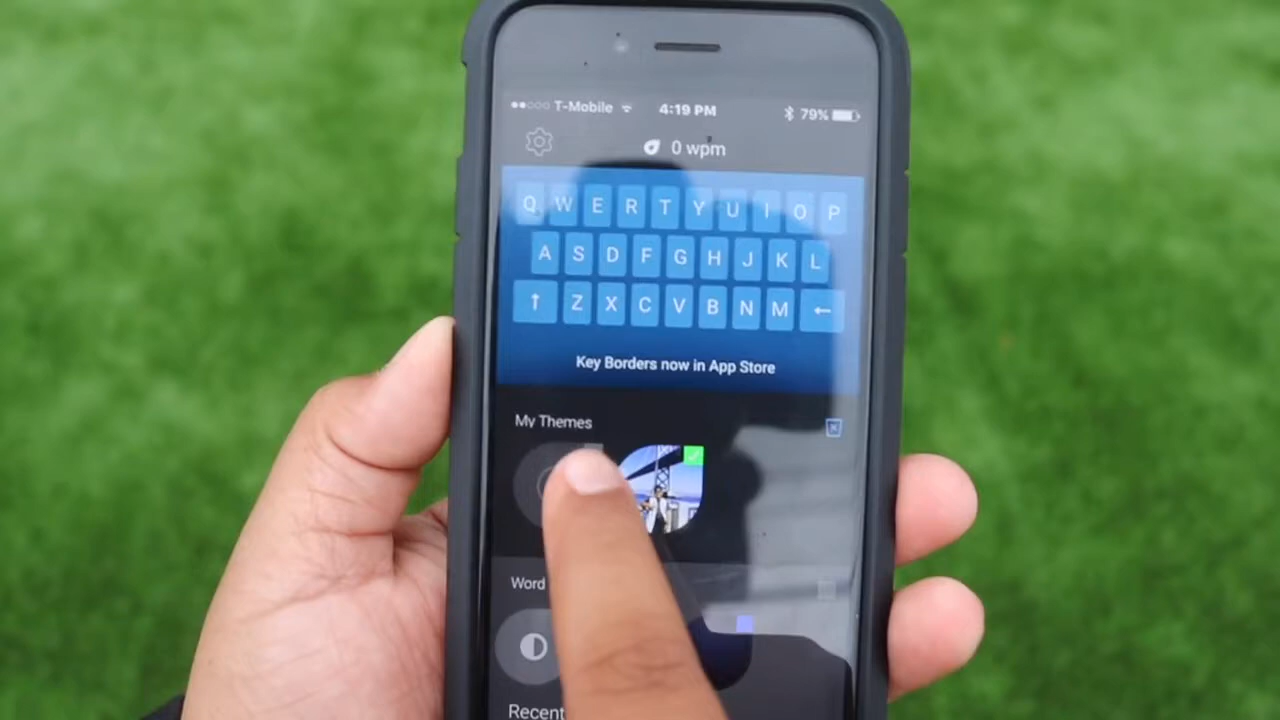 T-Mobile 4:19 PM 79%
0 wpm
Q W E R T Y U I O P
A S D F G H J K L
↑ Z X C V B N M ←
Key Borders now in App Store
My Themes
Word
Recent